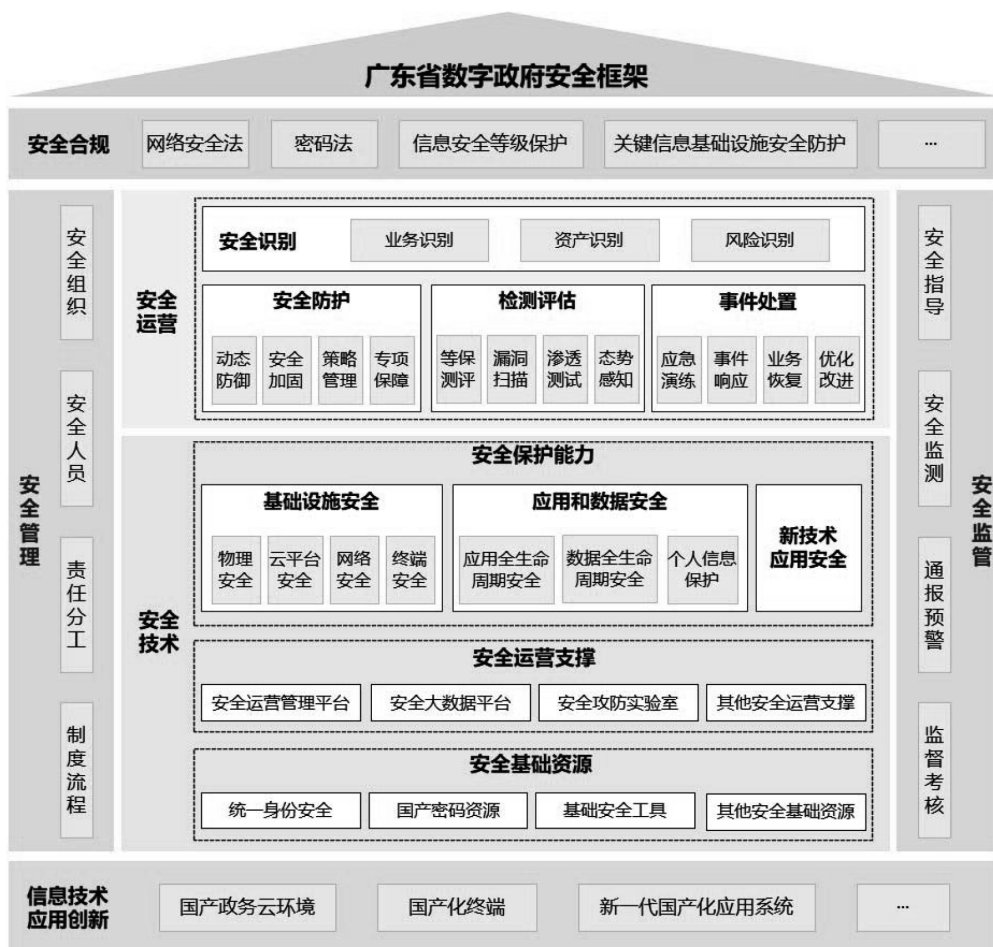 广东省数字政府安全框架
安全合规
网络安全法
密码法
信息安全等级保护
关键信息基础设施安全防护
...
安全管理
安全组织
安全人员
责任分工
制度流程
安全运营
安全识别
业务识别
资产识别
风险识别
安全防护
动态防御
安全加固
策略管理
专项保障
检测评估
等保测评
漏洞扫描
渗透测试
态势感知
事件处置
应急演练
事件响应
业务恢复
优化改进
安全技术
安全保护能力
基础设施安全
物理安全
云平台安全
网络安全
终端安全
应用和数据安全
应用全生命周期安全
数据全生命周期安全
个人信息保护
新技术应用安全
安全运营支撑
安全运营管理平台
安全大数据平台
安全攻防实验室
其他安全运营支撑
安全基础资源
统一身份安全
国产密码资源
基础安全工具
其他安全基础资源
安全监管
安全指导
安全监测
通报预警
监督考核
信息技术应用创新
国产政务云环境
国产化终端
新一代国产化应用系统
...